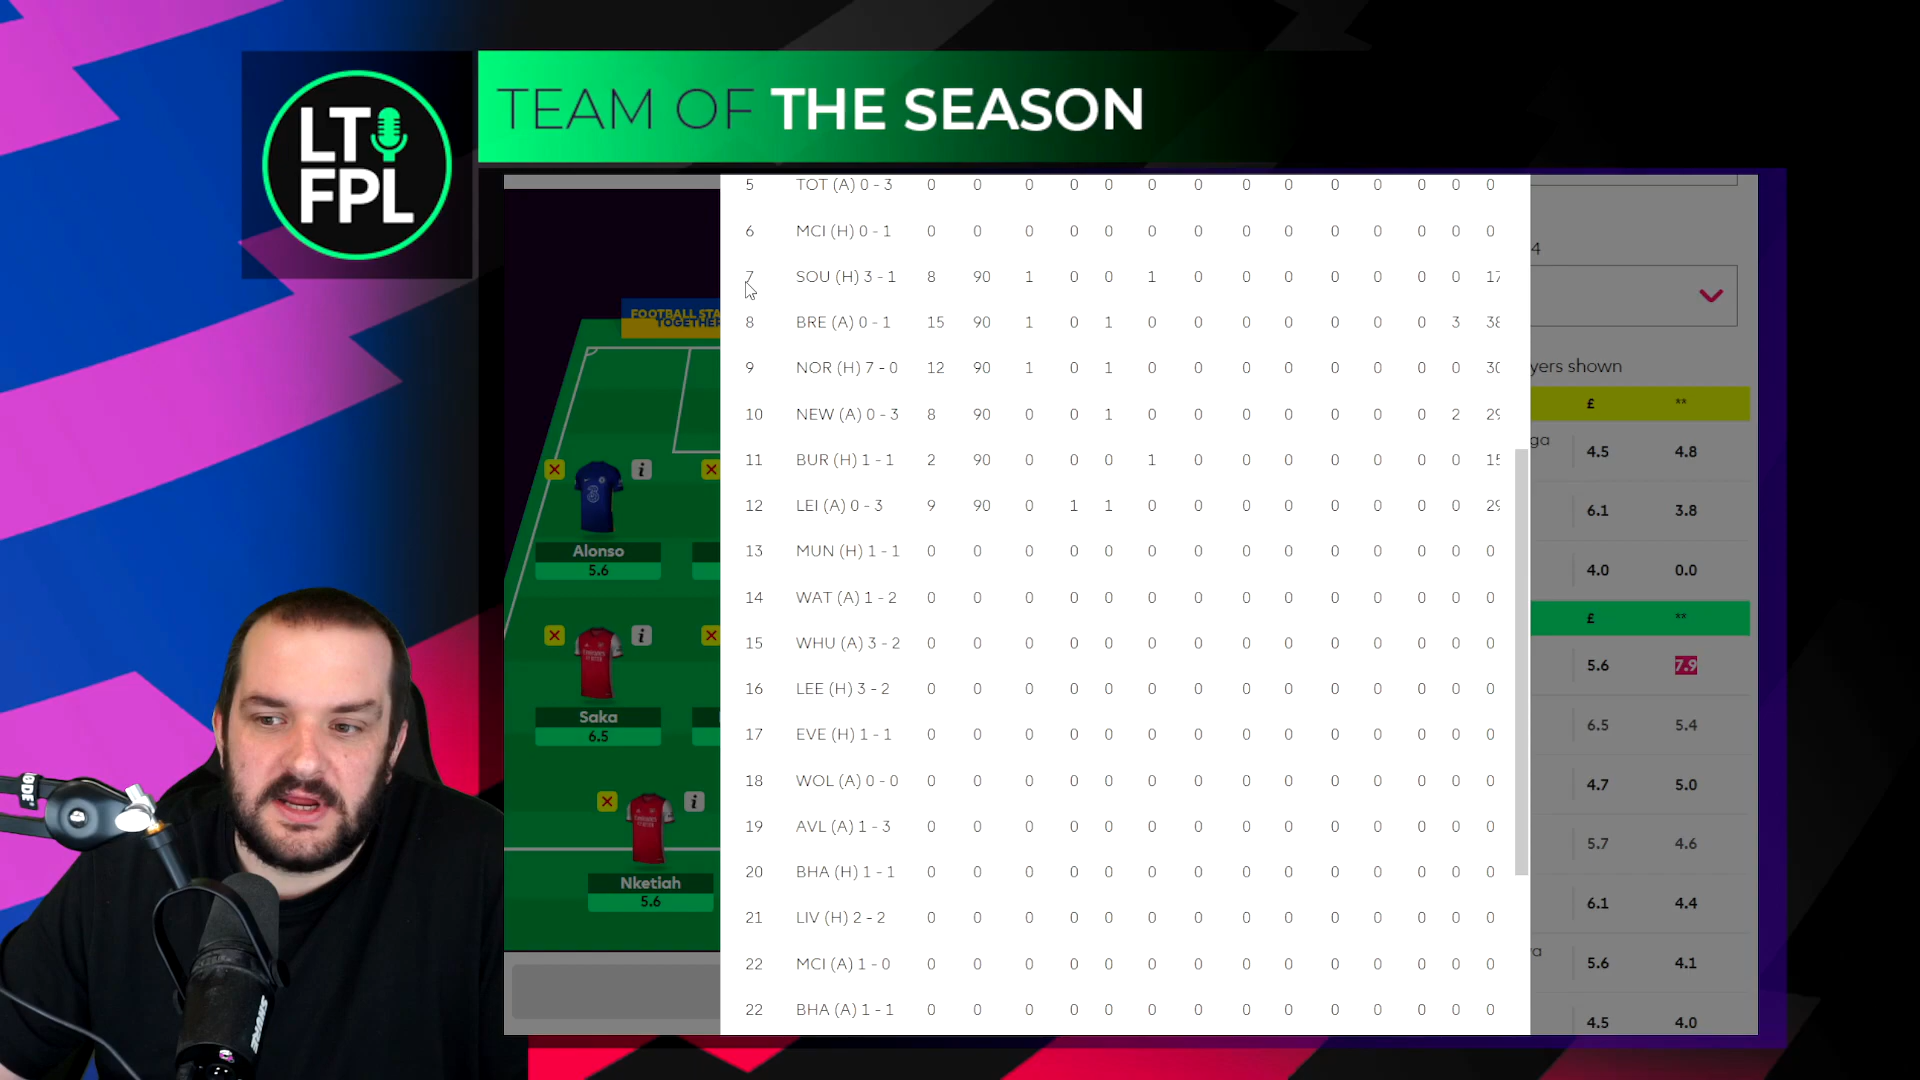 LT
FPL
TEAM OF THE SEASON
5 TOT (A) 0 - 3 0 0 0 0 0 0 0 0 0 0 0 0 0 0
6 MCI (H) 0 - 1 0 0 0 0 0 0 0 0 0 0 0 0 0 0
7 SOU (H) 3 - 1 8 90 1 0 0 1 0 0 0 0 0 0 0 17
8 BRE (A) 0 - 1 15 90 1 0 1 0 0 0 0 0 0 0 3 38
9 NOR (H) 7 - 0 12 90 1 0 1 0 0 0 0 0 0 0 0 30
10 NEW (A) 0 - 3 8 90 0 0 1 0 0 0 0 0 0 0 2 29
11 BUR (H) 1 - 1 2 90 0 0 0 1 0 0 0 0 0 0 0 15
12 LEI (A) 0 - 3 9 90 0 1 1 0 0 0 0 0 0 0 0 29
13 MUN (H) 1 - 1 0 0 0 0 0 0 0 0 0 0 0 0 0 0
14 WAT (A) 1 - 2 0 0 0 0 0 0 0 0 0 0 0 0 0 0
15 WHU (A) 3 - 2 0 0 0 0 0 0 0 0 0 0 0 0 0 0
16 LEE (H) 3 - 2 0 0 0 0 0 0 0 0 0 0 0 0 0 0
17 EVE (H) 1 - 1 0 0 0 0 0 0 0 0 0 0 0 0 0 0
18 WOL (A) 0 - 0 0 0 0 0 0 0 0 0 0 0 0 0 0 0
19 AVL (A) 1 - 3 0 0 0 0 0 0 0 0 0 0 0 0 0 0
20 BHA (H) 1 - 1 0 0 0 0 0 0 0 0 0 0 0 0 0 0
21 LIV (H) 2 - 2 0 0 0 0 0 0 0 0 0 0 0 0 0 0
22 MCI (A) 1 - 0 0 0 0 0 0 0 0 0 0 0 0 0 0 0
22 BHA (A) 1 - 1 0 0 0 0 0 0 0 0 0 0 0 0 0 0
FOOTBALL STA
TOGETHER
Alonso
5.6
Saka
6.5
Nketiah
5.6
4
yers shown
£ **
ga 4.5 4.8
6.1 3.8
4.0 0.0
£ **
5.6 7.9
6.5 5.4
4.7 5.0
5.7 4.6
6.1 4.4
ra 5.6 4.1
4.5 4.0
SHURE